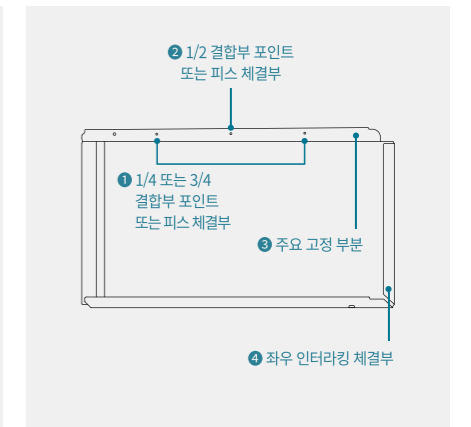 ❷ 1/2 결합부 포인트
또는 피스 체결부
❶ 1/4 또는 3/4
결합부 포인트
또는 피스 체결부
❸ 주요 고정 부분
❹ 좌우 인터라킹 체결부